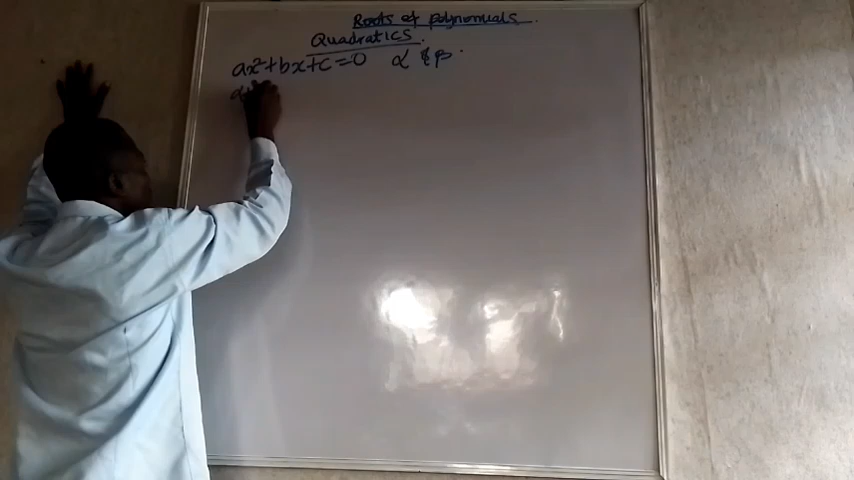 Roots of polynomials.
Quadratics.
ax²+bx+c=0 α & β.
α